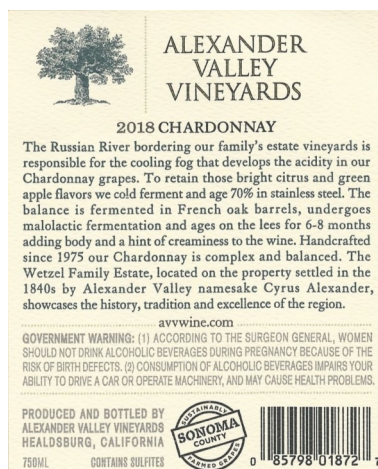 ALEXANDER
VALLEY
VINEYARDS
2018 CHARDONNAY
The Russian River bordering our family's estate vineyards is
responsible for the cooling fog that develops the acidity in our
Chardonnay grapes. To retain those bright citrus and green
apple flavors we cold ferment and age 70% in stainless steel. The
balance is fermented in French oak barrels, undergoes
malolactic fermentation and ages on the lees for 6-8 months
adding body and a hint of creaminess to the wine. Handcrafted
since 1975 our Chardonnay is complex and balanced. The
Wetzel Family Estate, located on the property settled in the
1840s by Alexander Valley namesake Cyrus Alexander,
showcases the history, tradition and excellence of the region.
avvwine.com
GOVERNMENT WARNING: (1) ACCORDING TO THE SURGEON GENERAL, WOMEN
SHOULD NOT DRINK ALCOHOLIC BEVERAGES DURING PREGNANCY BECAUSE OF THE
RISK OF BIRTH DEFECTS. (2) CONSUMPTION OF ALCOHOLIC BEVERAGES IMPAIRS YOUR
ABILITY TO DRIVE A CAR OR OPERATE MACHINERY, AND MAY CAUSE HEALTH PROBLEMS.
PRODUCED AND BOTTLED BY
ALEXANDER VALLEY VINEYARDS
HEALDSBURG, CALIFORNIA
750ML CONTAINS SULFITES
SUSTAINABLY
SONOMA
COUNTY
FARMED GRAPES
0 85798 01872 1